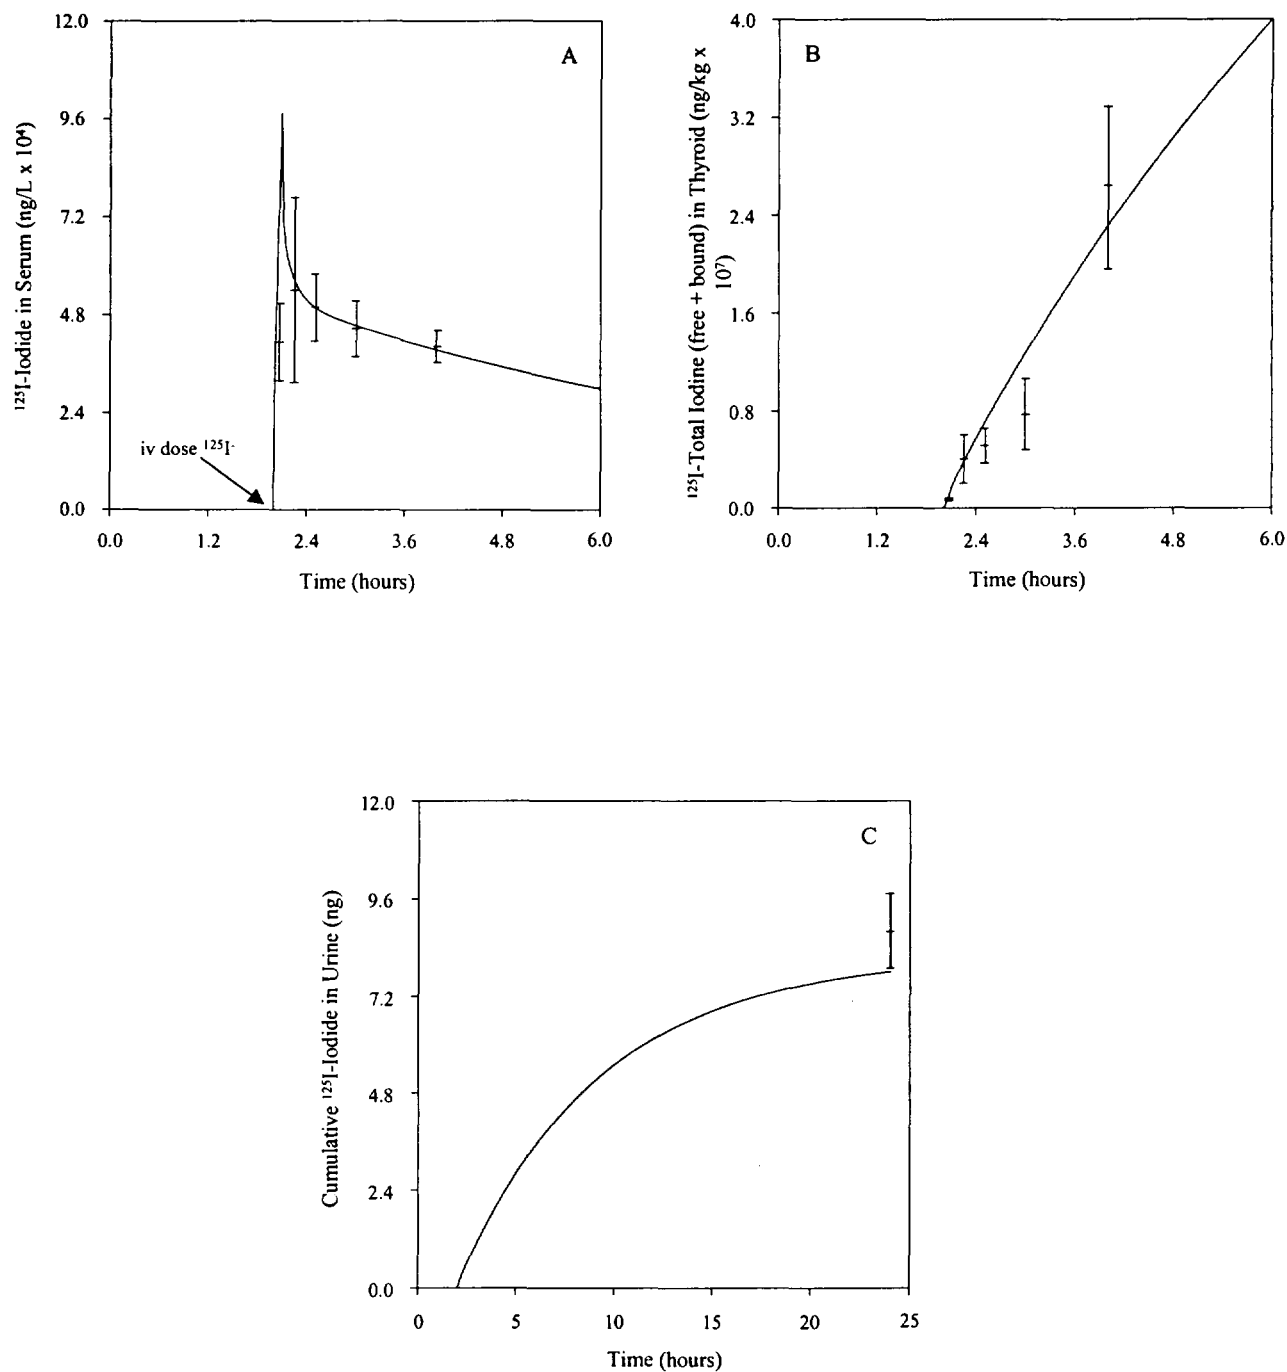 A
¹²⁵I-Iodide in Serum (ng/L x 10⁴)
12.0
9.6
7.2
4.8
2.4
0.0
iv dose ¹²⁵I⁻
0.0 1.2 2.4 3.6 4.8 6.0
Time (hours)
B
¹²⁵I-Total Iodine (free + bound) in Thyroid (ng/kg x
10⁷)
4.0
3.2
2.4
1.6
0.8
0.0
0.0 1.2 2.4 3.6 4.8 6.0
Time (hours)
C
Cumulative ¹²⁵I-Iodide in Urine (ng)
12.0
9.6
7.2
4.8
2.4
0.0
0 5 10 15 20 25
Time (hours)